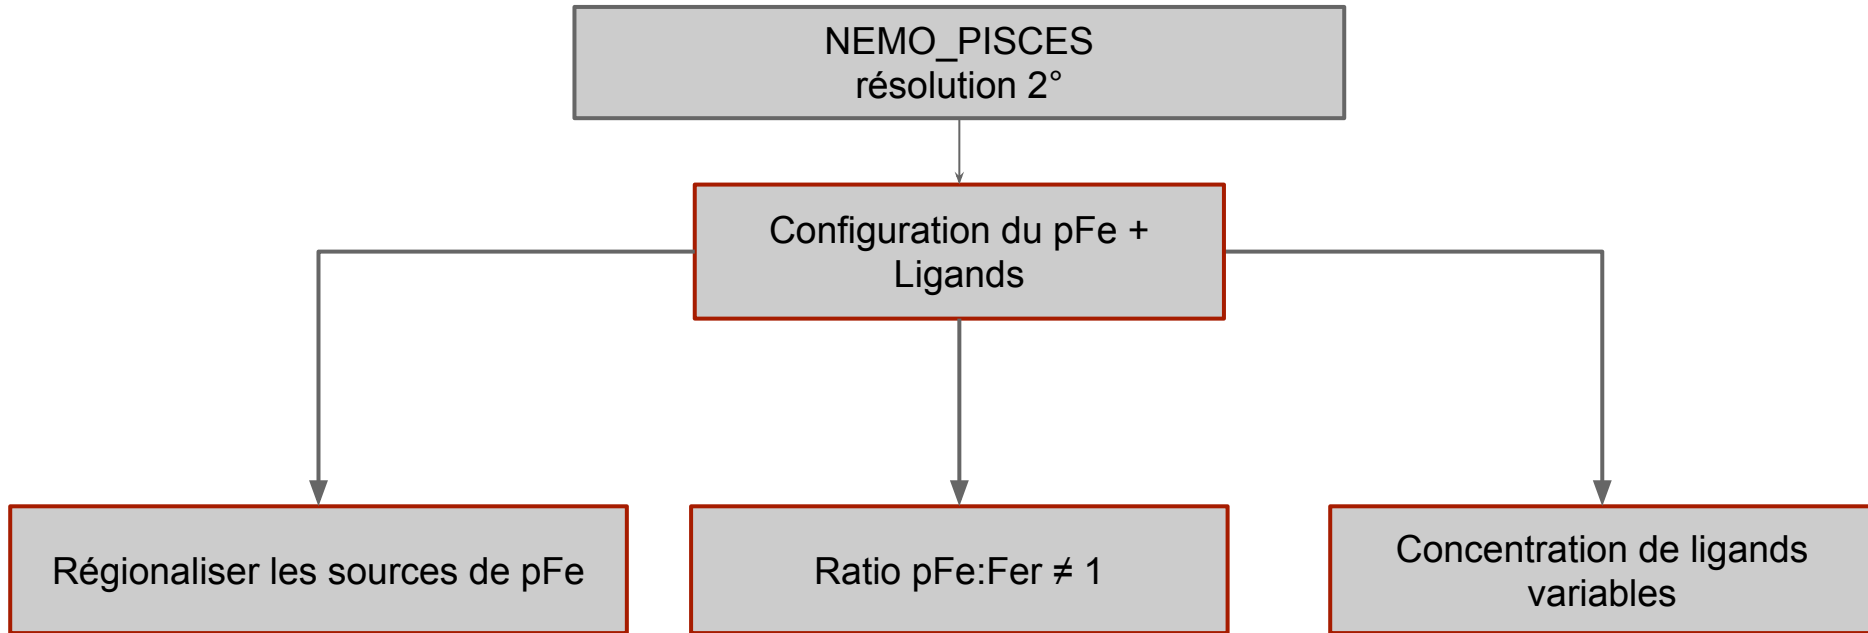 NEMO_PISCES
résolution 2°
Configuration du pFe +
Ligands
Régionaliser les sources de pFe
Ratio pFe:Fer ≠ 1
Concentration de ligands
variables